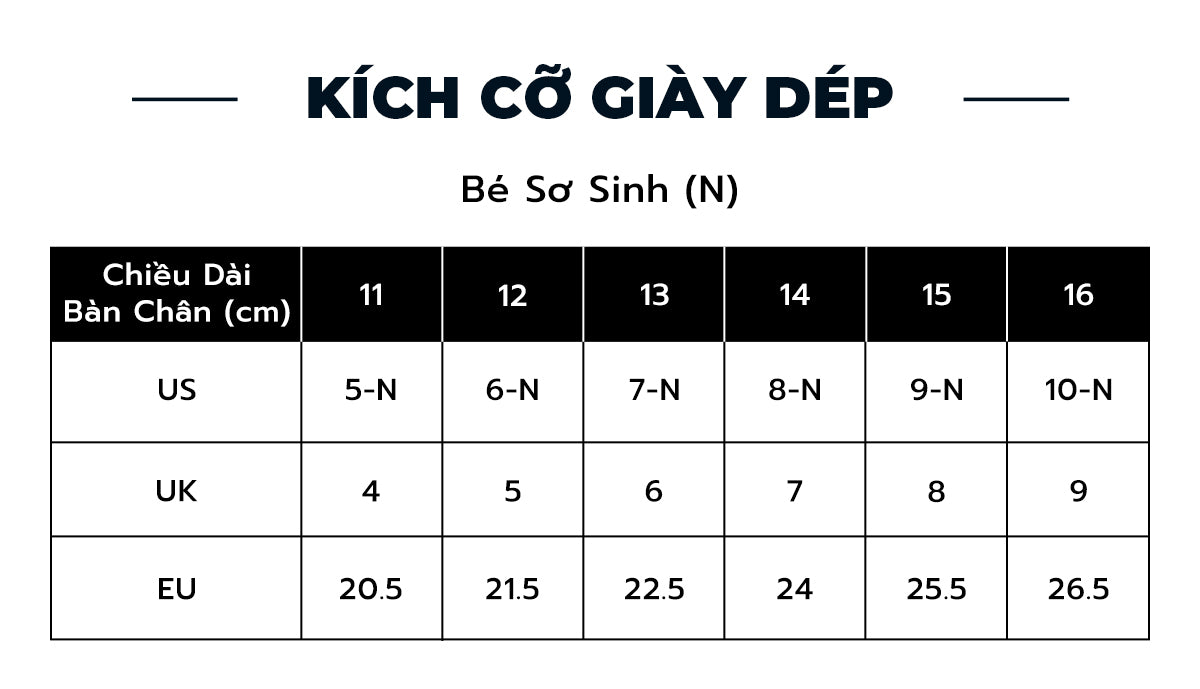 KÍCH CỠ GIÀY DÉP
Bé Sơ Sinh (N)
Chiều Dài
Bàn Chân (cm) 11 12 13 14 15 16
US 5-N 6-N 7-N 8-N 9-N 10-N
UK 4 5 6 7 8 9
EU 20.5 21.5 22.5 24 25.5 26.5